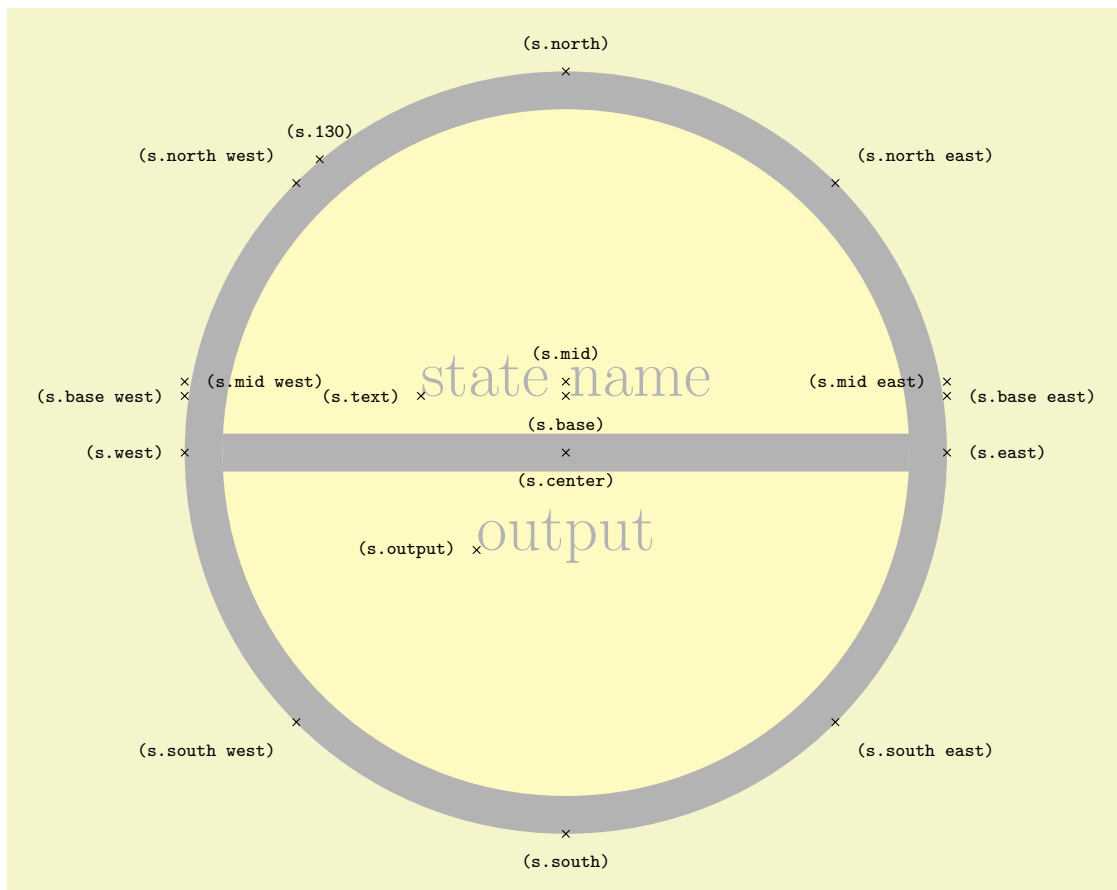 (s.north)
(s.130)
(s.north west)
(s.north east)
(s.mid)
state name
(s.mid west)
(s.mid east)
(s.base west)
(s.text)
(s.base east)
(s.base)
(s.west)
(s.east)
(s.center)
output
(s.output)
(s.south west)
(s.south east)
(s.south)